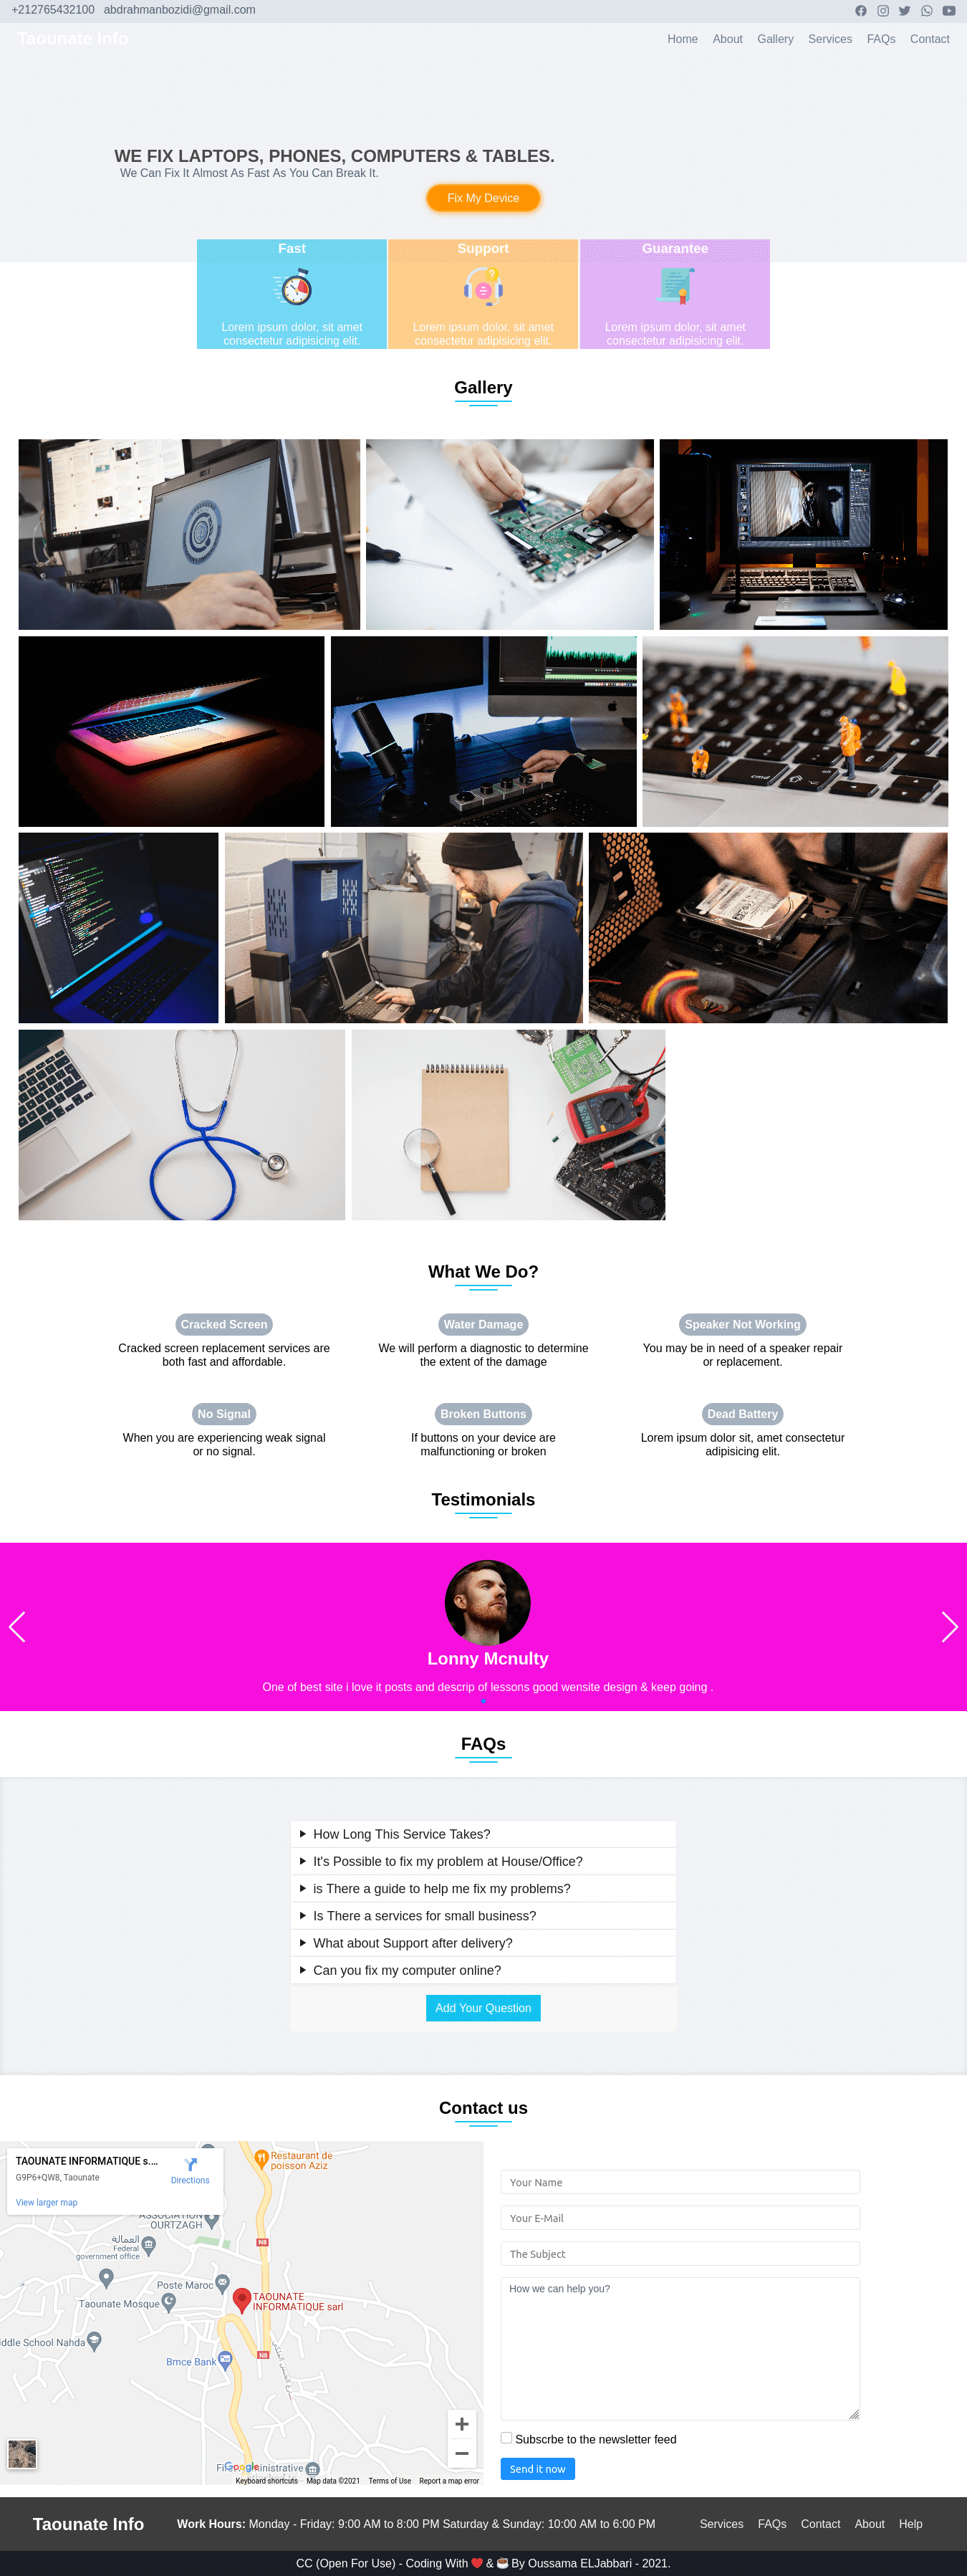 +212765432100 abdrahmanbozidi@gmail.com
Taounate Info
Home About Gallery Services FAQs Contact
WE FIX LAPTOPS, PHONES, COMPUTERS & TABLES.
We Can Fix It Almost As Fast As You Can Break It.
Fix My Device
Fast
Lorem ipsum dolor, sit amet
consectetur adipisicing elit.
Support
Lorem ipsum dolor, sit amet
consectetur adipisicing elit.
Guarantee
Lorem ipsum dolor, sit amet
consectetur adipisicing elit.
Gallery
cmd
What We Do?
Cracked Screen
Cracked screen replacement services are
both fast and affordable.
Water Damage
We will perform a diagnostic to determine
the extent of the damage
Speaker Not Working
You may be in need of a speaker repair
or replacement.
No Signal
When you are experiencing weak signal
or no signal.
Broken Buttons
If buttons on your device are
malfunctioning or broken
Dead Battery
Lorem ipsum dolor sit, amet consectetur
adipisicing elit.
Testimonials
Lonny Mcnulty
One of best site i love it posts and descrip of lessons good wensite design & keep going .
FAQs
How Long This Service Takes?
It's Possible to fix my problem at House/Office?
is There a guide to help me fix my problems?
Is There a services for small business?
What about Support after delivery?
Can you fix my computer online?
Add Your Question
Contact us
TAOUNATE INFORMATIQUE s....
G9P6+QW8, Taounate
Directions
View larger map
Restaurant de
poisson Aziz
ASSOCIATION
OURTZAGH
العمالة
Federal
government office
N8
Poste Maroc
Taounate Mosque
TAOUNATE
INFORMATIQUE sarl
iddle School Nahda
Bmce Bank
N8
Google
Keyboard shortcuts Map data ©2021 Terms of Use Report a map error
Your Name
Your E-Mail
The Subject
How we can help you?
Subscrbe to the newsletter feed
Send it now
Taounate Info
Work Hours: Monday - Friday: 9:00 AM to 8:00 PM Saturday & Sunday: 10:00 AM to 6:00 PM
Services FAQs Contact About Help
CC (Open For Use) - Coding With ❤️ & ☕ By Oussama ELJabbari - 2021.